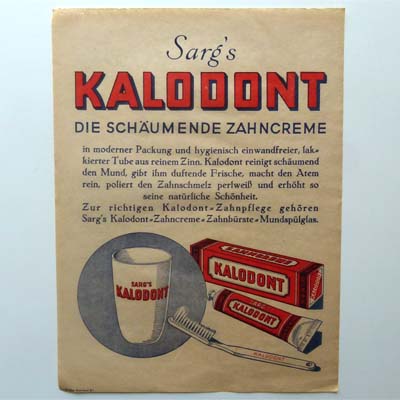 Sarg's
KALODONT
DIE SCHÄUMENDE ZAHNCREME
in moderner Packung und hygienisch einwandfreier, lak-
kierter Tube aus reinem Zinn. Kalodont reinigt schäumend
den Mund, gibt ihm duftende Frische, macht den Atem
rein, poliert den Zahnschmelz perlweiß und erhöht so
seine natürliche Schönheit.
Zur richtigen Kalodont-Zahnpflege gehören
Sarg's Kalodont-Zahncreme-Zahnbürste-Mundspülglas.
SARG'S
KALODONT
KALODONT
SARG
KALODONT
KALODONT